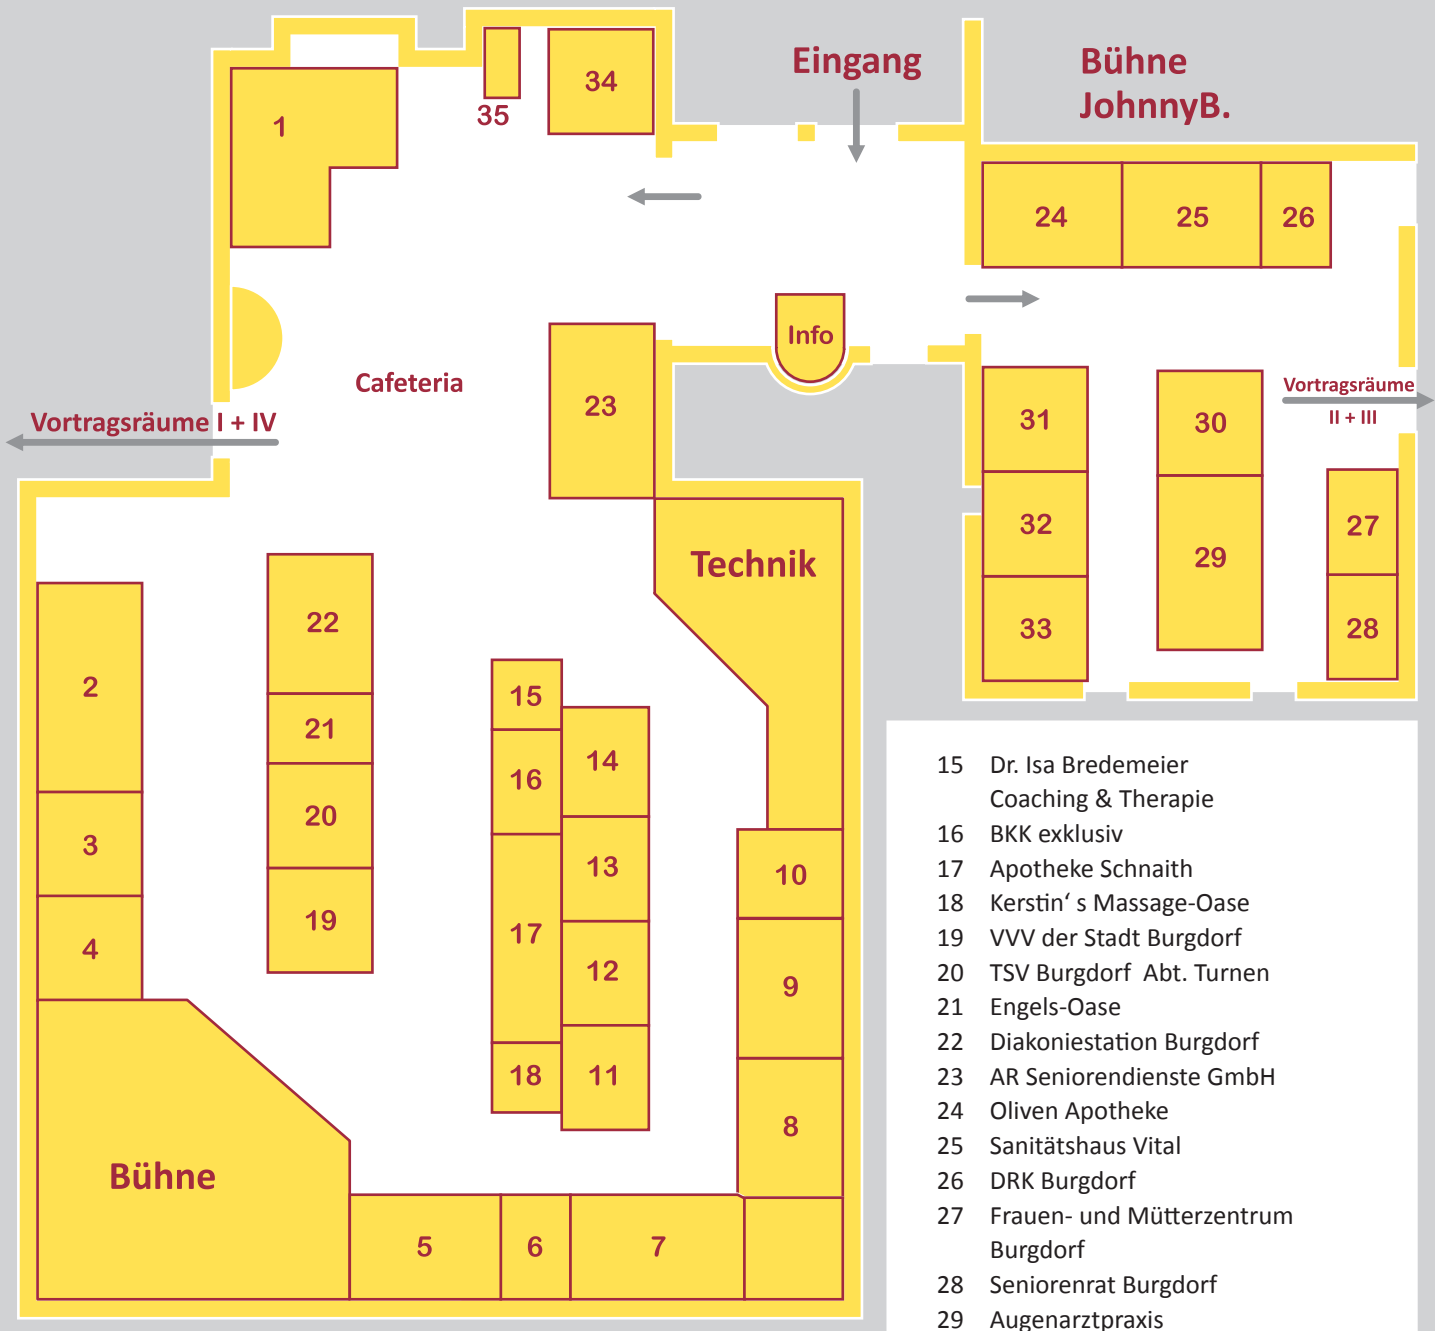 Eingang
Bühne
JohnnyB.
1
35
34
24
25
26
Info
Cafeteria
23
Vortragsräume I + IV
31
30
Vortragsräume
II + III
32
29
27
33
28
Technik
22
2
21
15
14
16
20
3
13
10
19
4
17
12
9
18
11
8
Bühne
5
6
7
15 Dr. Isa Bredemeier
Coaching & Therapie
16 BKK exklusiv
17 Apotheke Schnaith
18 Kerstin‘ s Massage-Oase
19 VVV der Stadt Burgdorf
20 TSV Burgdorf Abt. Turnen
21 Engels-Oase
22 Diakoniestation Burgdorf
23 AR Seniorendienste GmbH
24 Oliven Apotheke
25 Sanitätshaus Vital
26 DRK Burgdorf
27 Frauen- und Mütterzentrum
Burgdorf
28 Seniorenrat Burgdorf
29 Augenarztpraxis